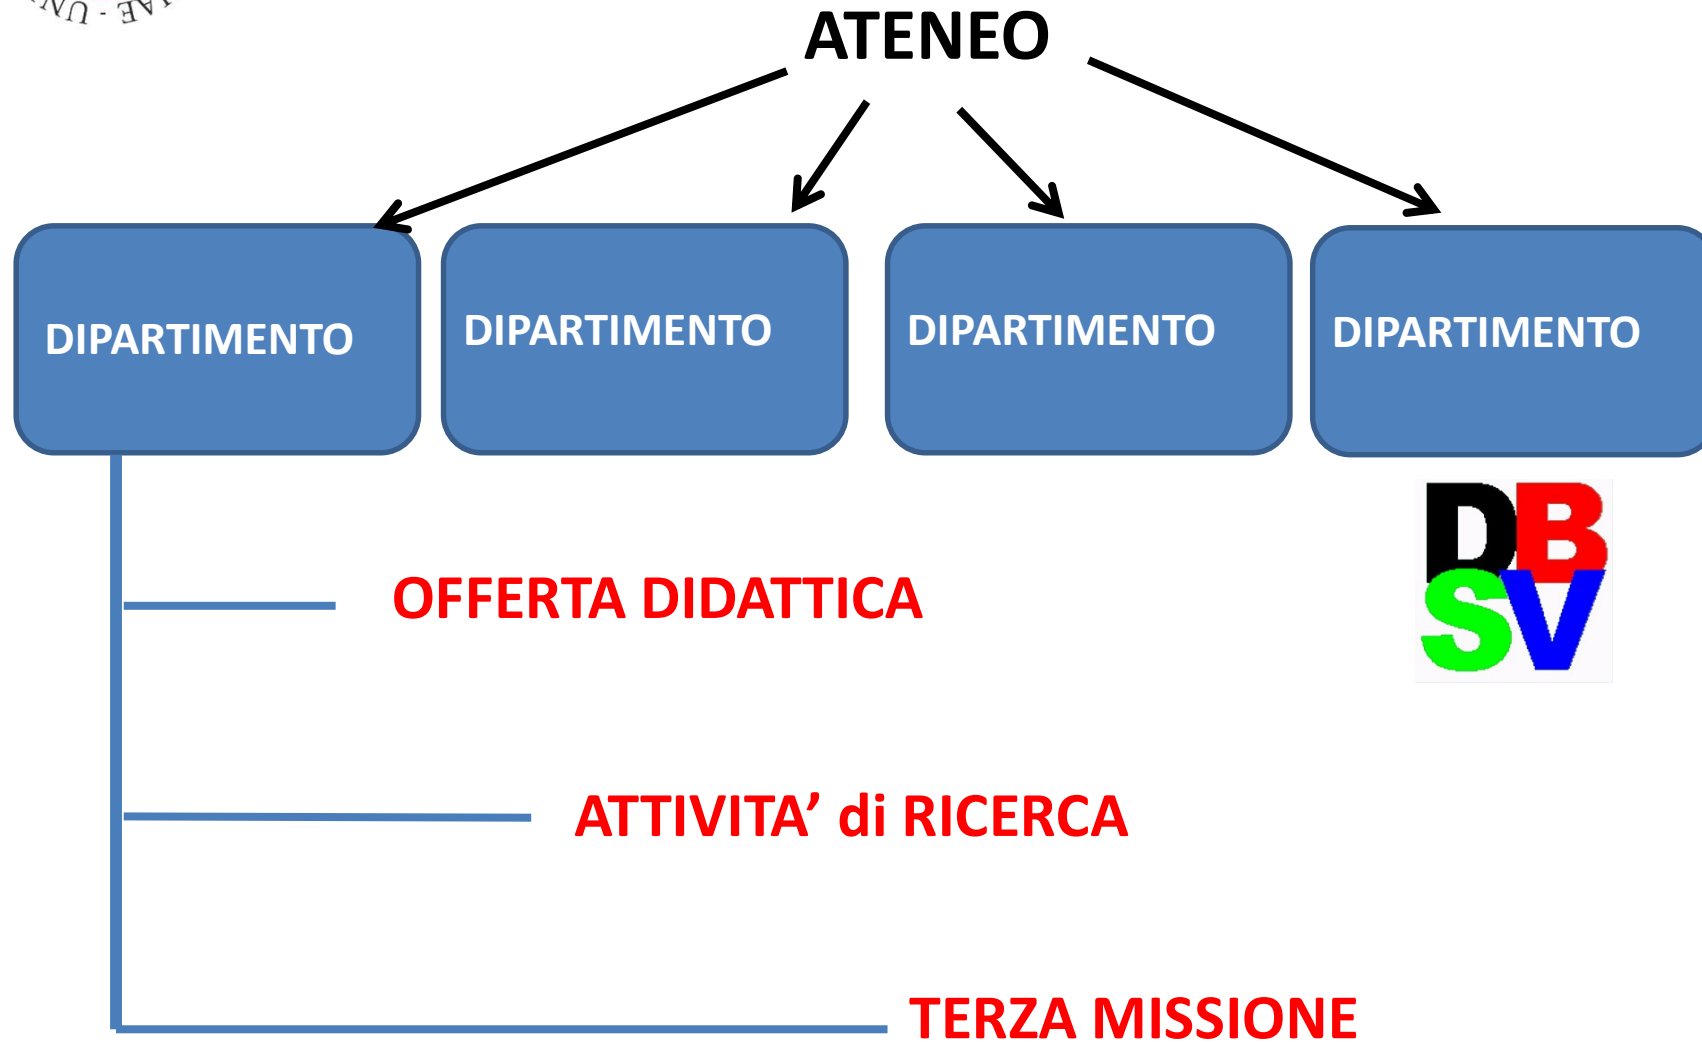 ATENEO
DIPARTIMENTO
DIPARTIMENTO
DIPARTIMENTO
DIPARTIMENTO
DB
SV
OFFERTA DIDATTICA
ATTIVITA’ di RICERCA
TERZA MISSIONE